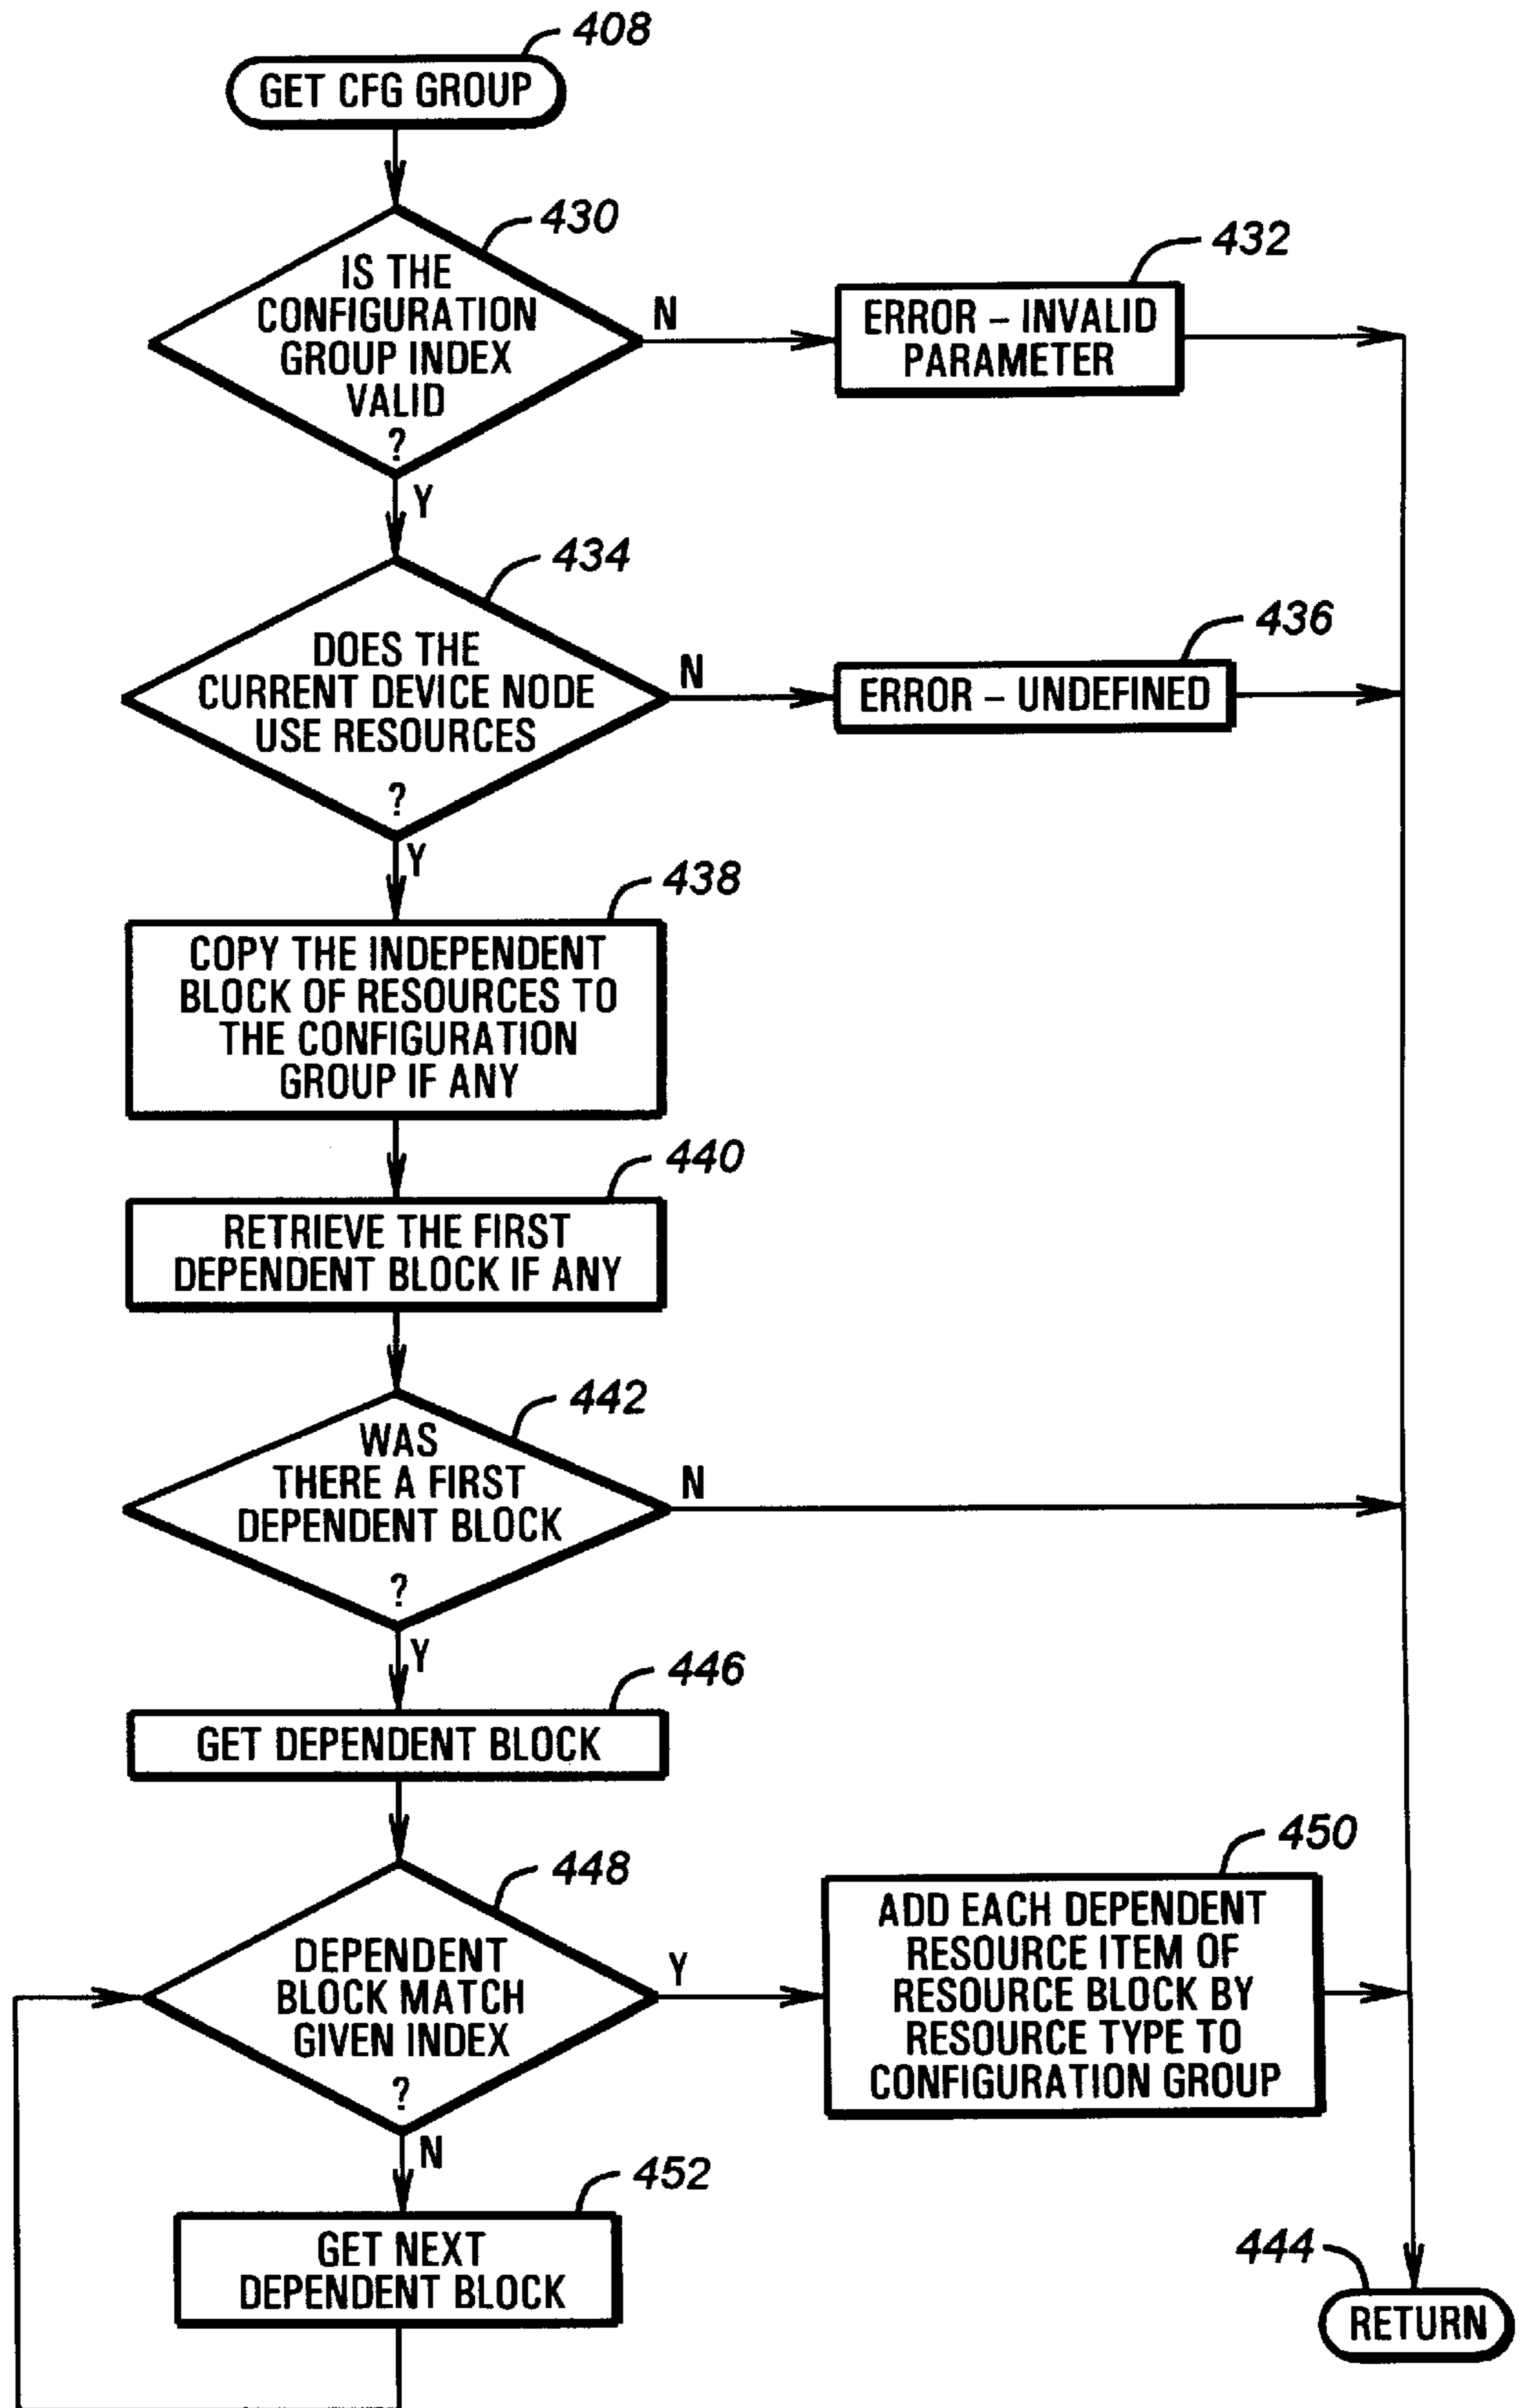 408
GET CFG GROUP
430
IS THE
CONFIGURATION
GROUP INDEX
VALID
?
N
432
ERROR – INVALID
PARAMETER
Y
434
DOES THE
CURRENT DEVICE NODE
USE RESOURCES
?
N
436
ERROR – UNDEFINED
Y
438
COPY THE INDEPENDENT
BLOCK OF RESOURCES TO
THE CONFIGURATION
GROUP IF ANY
440
RETRIEVE THE FIRST
DEPENDENT BLOCK IF ANY
442
WAS
THERE A FIRST
DEPENDENT BLOCK
?
N
Y
446
GET DEPENDENT BLOCK
448
DEPENDENT
BLOCK MATCH
GIVEN INDEX
?
Y
450
ADD EACH DEPENDENT
RESOURCE ITEM OF
RESOURCE BLOCK BY
RESOURCE TYPE TO
CONFIGURATION GROUP
N
452
GET NEXT
DEPENDENT BLOCK
444
RETURN